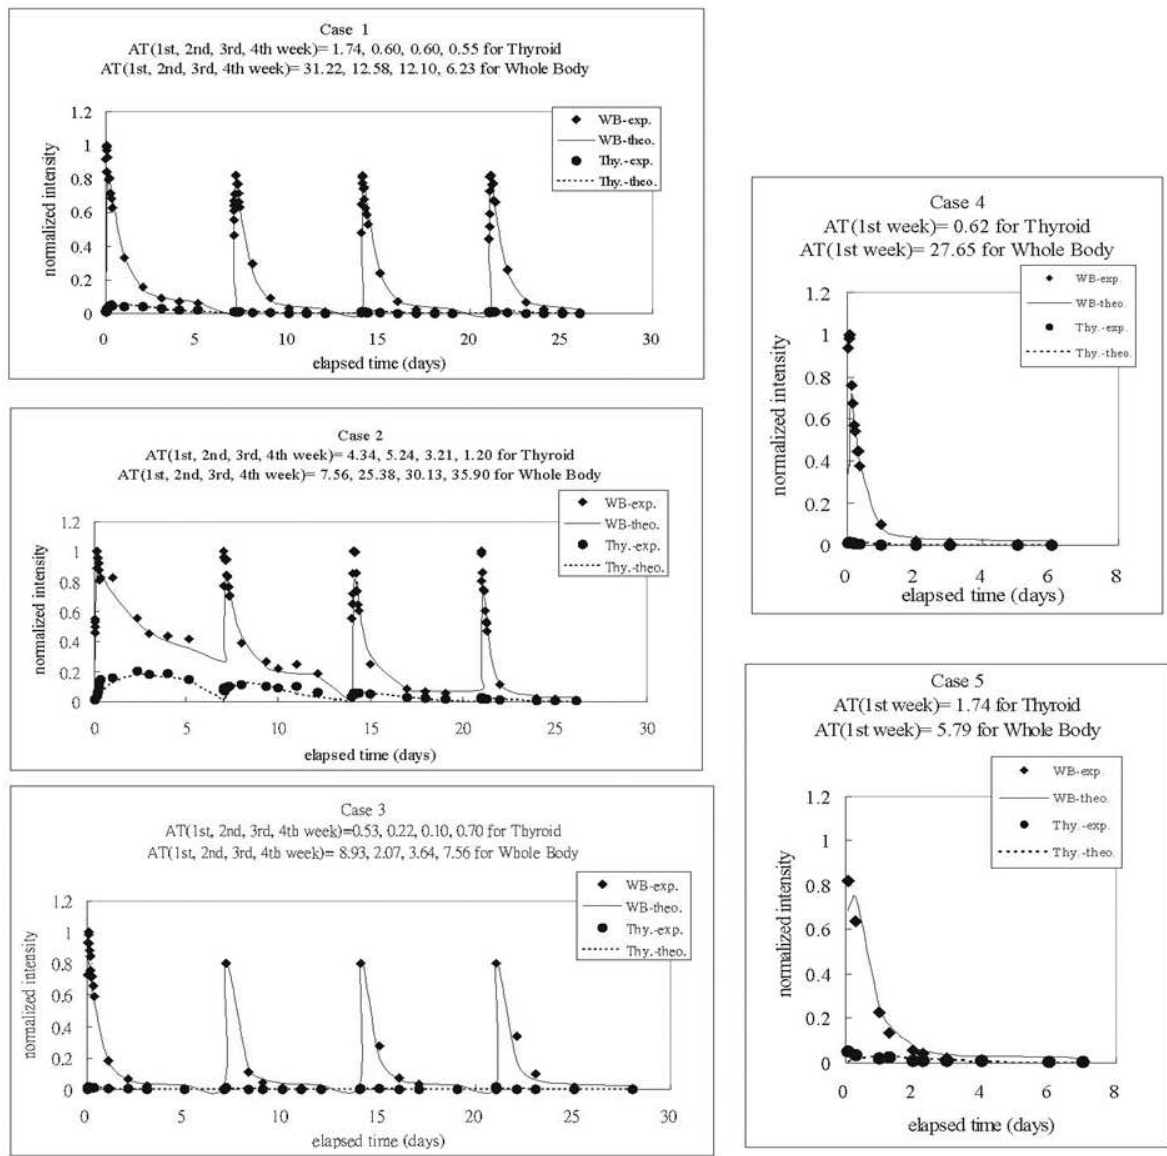 Case 1
AT(1st, 2nd, 3rd, 4th week)= 1.74, 0.60, 0.60, 0.55 for Thyroid
AT(1st, 2nd, 3rd, 4th week)= 31.22, 12.58, 12.10, 6.23 for Whole Body
normalized intensity
1.2
1
0.8
0.6
0.4
0.2
0
WB-exp.
WB-theo.
Thy.-exp.
Thy.-theo.
0 5 10 15 20 25 30
elapsed time (days)
Case 2
AT(1st, 2nd, 3rd, 4th week)= 4.34, 5.24, 3.21, 1.20 for Thyroid
AT(1st, 2nd, 3rd, 4th week)= 7.56, 25.38, 30.13, 35.90 for Whole Body
normalized intensity
1.2
1
0.8
0.6
0.4
0.2
0
WB-exp.
WB-theo.
Thy.-exp.
Thy.-theo.
0 5 10 15 20 25 30
elapsed time (days)
Case 3
AT(1st, 2nd, 3rd, 4th week)=0.53, 0.22, 0.10, 0.70 for Thyroid
AT(1st, 2nd, 3rd, 4th week)= 8.93, 2.07, 3.64, 7.56 for Whole Body
normalized intensity
1.2
1
0.8
0.6
0.4
0.2
0
WB-exp.
WB-theo.
Thy.-exp.
Thy.-theo.
0 5 10 15 20 25 30
elapsed time (days)
Case 4
AT(1st week)= 0.62 for Thyroid
AT(1st week)= 27.65 for Whole Body
normalized intensity
1.2
1
0.8
0.6
0.4
0.2
0
WB-exp.
WB-theo.
Thy.-exp.
Thy.-theo.
0 2 4 6 8
elapsed time (days)
Case 5
AT(1st week)= 1.74 for Thyroid
AT(1st week)= 5.79 for Whole Body
normalized intensity
1.2
1
0.8
0.6
0.4
0.2
0
WB-exp.
WB-theo.
Thy.-exp.
Thy.-theo.
0 2 4 6 8
elapsed time (days)